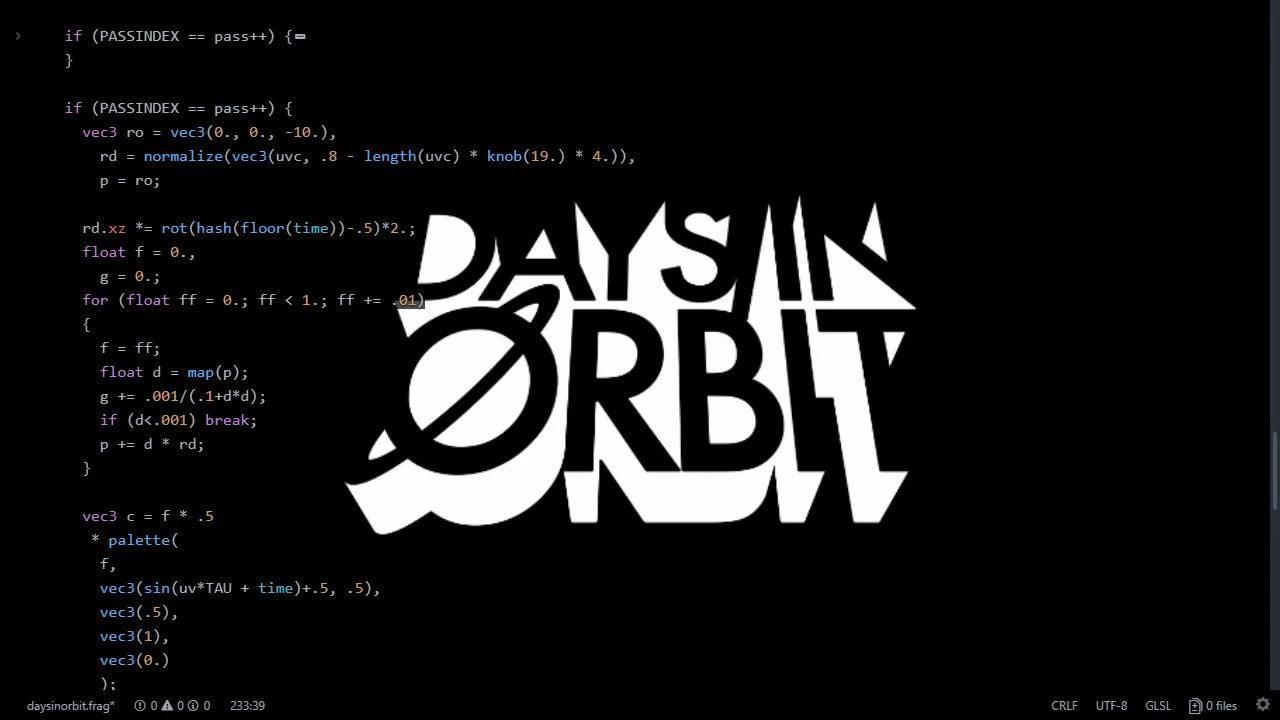 if (PASSINDEX == pass++) {
}
if (PASSINDEX == pass++) {
vec3 ro = vec3(0., 0., -10.),
rd = normalize(vec3(uvc, .8 - length(uvc) * knob(19.) * 4.)),
p = ro;
rd.xz *= rot(hash(floor(time))-.5)*2.;
float f = 0.,
g = 0.;
for (float ff = 0.; ff < 1.; ff += .01)
{
f = ff;
float d = map(p);
g += .001/(.1+d*d);
if (d<.001) break;
p += d * rd;
}
vec3 c = f * .5
* palette(
f,
vec3(sin(uv*TAU + time)+.5, .5),
vec3(.5),
vec3(1),
vec3(0.)
);
DAYS IN
ORBIT
daysinorbit.frag* 0 0 0 233:39 CRLF UTF-8 GLSL 0 files